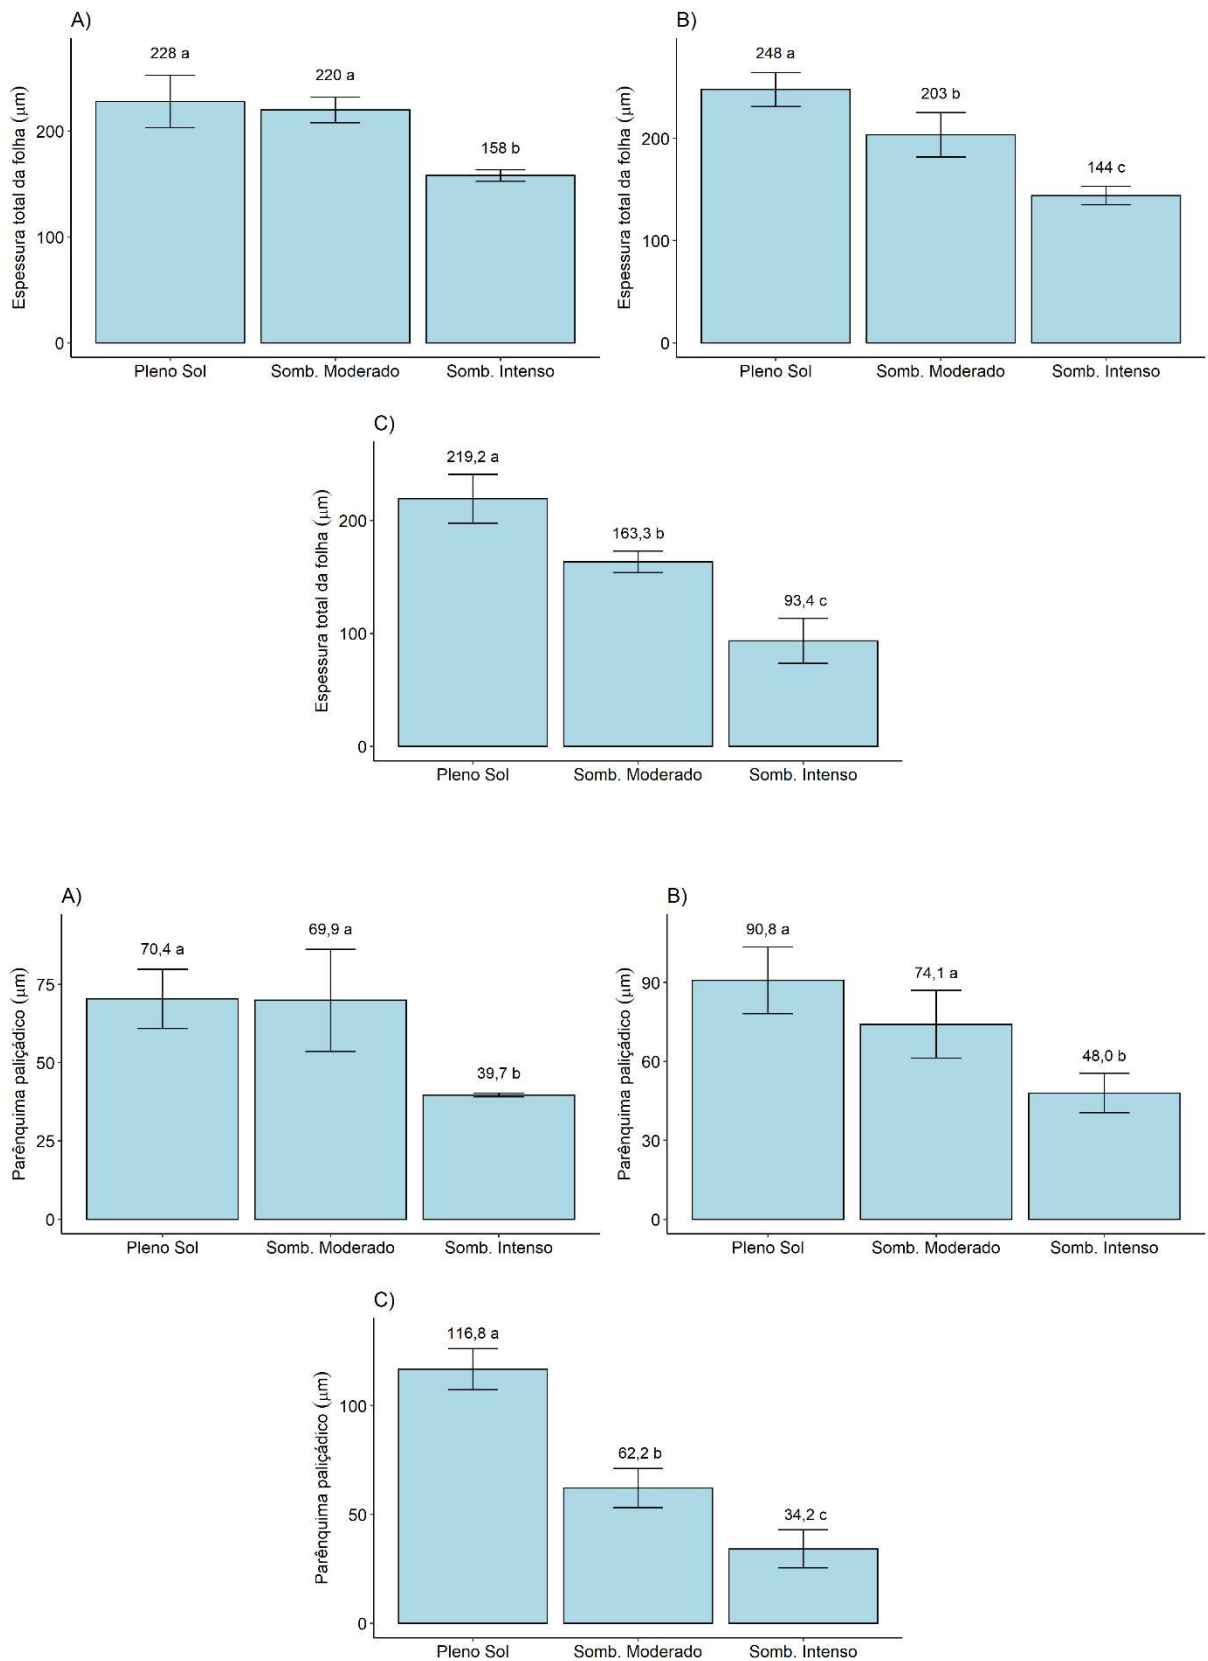 A)
Espessura total da folha (μm)
200
100
0
228 a
220 a
158 b
Pleno Sol
Somb. Moderado
Somb. Intenso
B)
Espessura total da folha (μm)
200
100
0
248 a
203 b
144 c
Pleno Sol
Somb. Moderado
Somb. Intenso
C)
Espessura total da folha (μm)
200
100
0
219,2 a
163,3 b
93,4 c
Pleno Sol
Somb. Moderado
Somb. Intenso
A)
Parênquima paliçádico (μm)
75
50
25
0
70,4 a
69,9 a
39,7 b
Pleno Sol
Somb. Moderado
Somb. Intenso
B)
Parênquima paliçádico (μm)
90
60
30
0
90,8 a
74,1 a
48,0 b
Pleno Sol
Somb. Moderado
Somb. Intenso
C)
Parênquima paliçádico (μm)
100
50
0
116,8 a
62,2 b
34,2 c
Pleno Sol
Somb. Moderado
Somb. Intenso